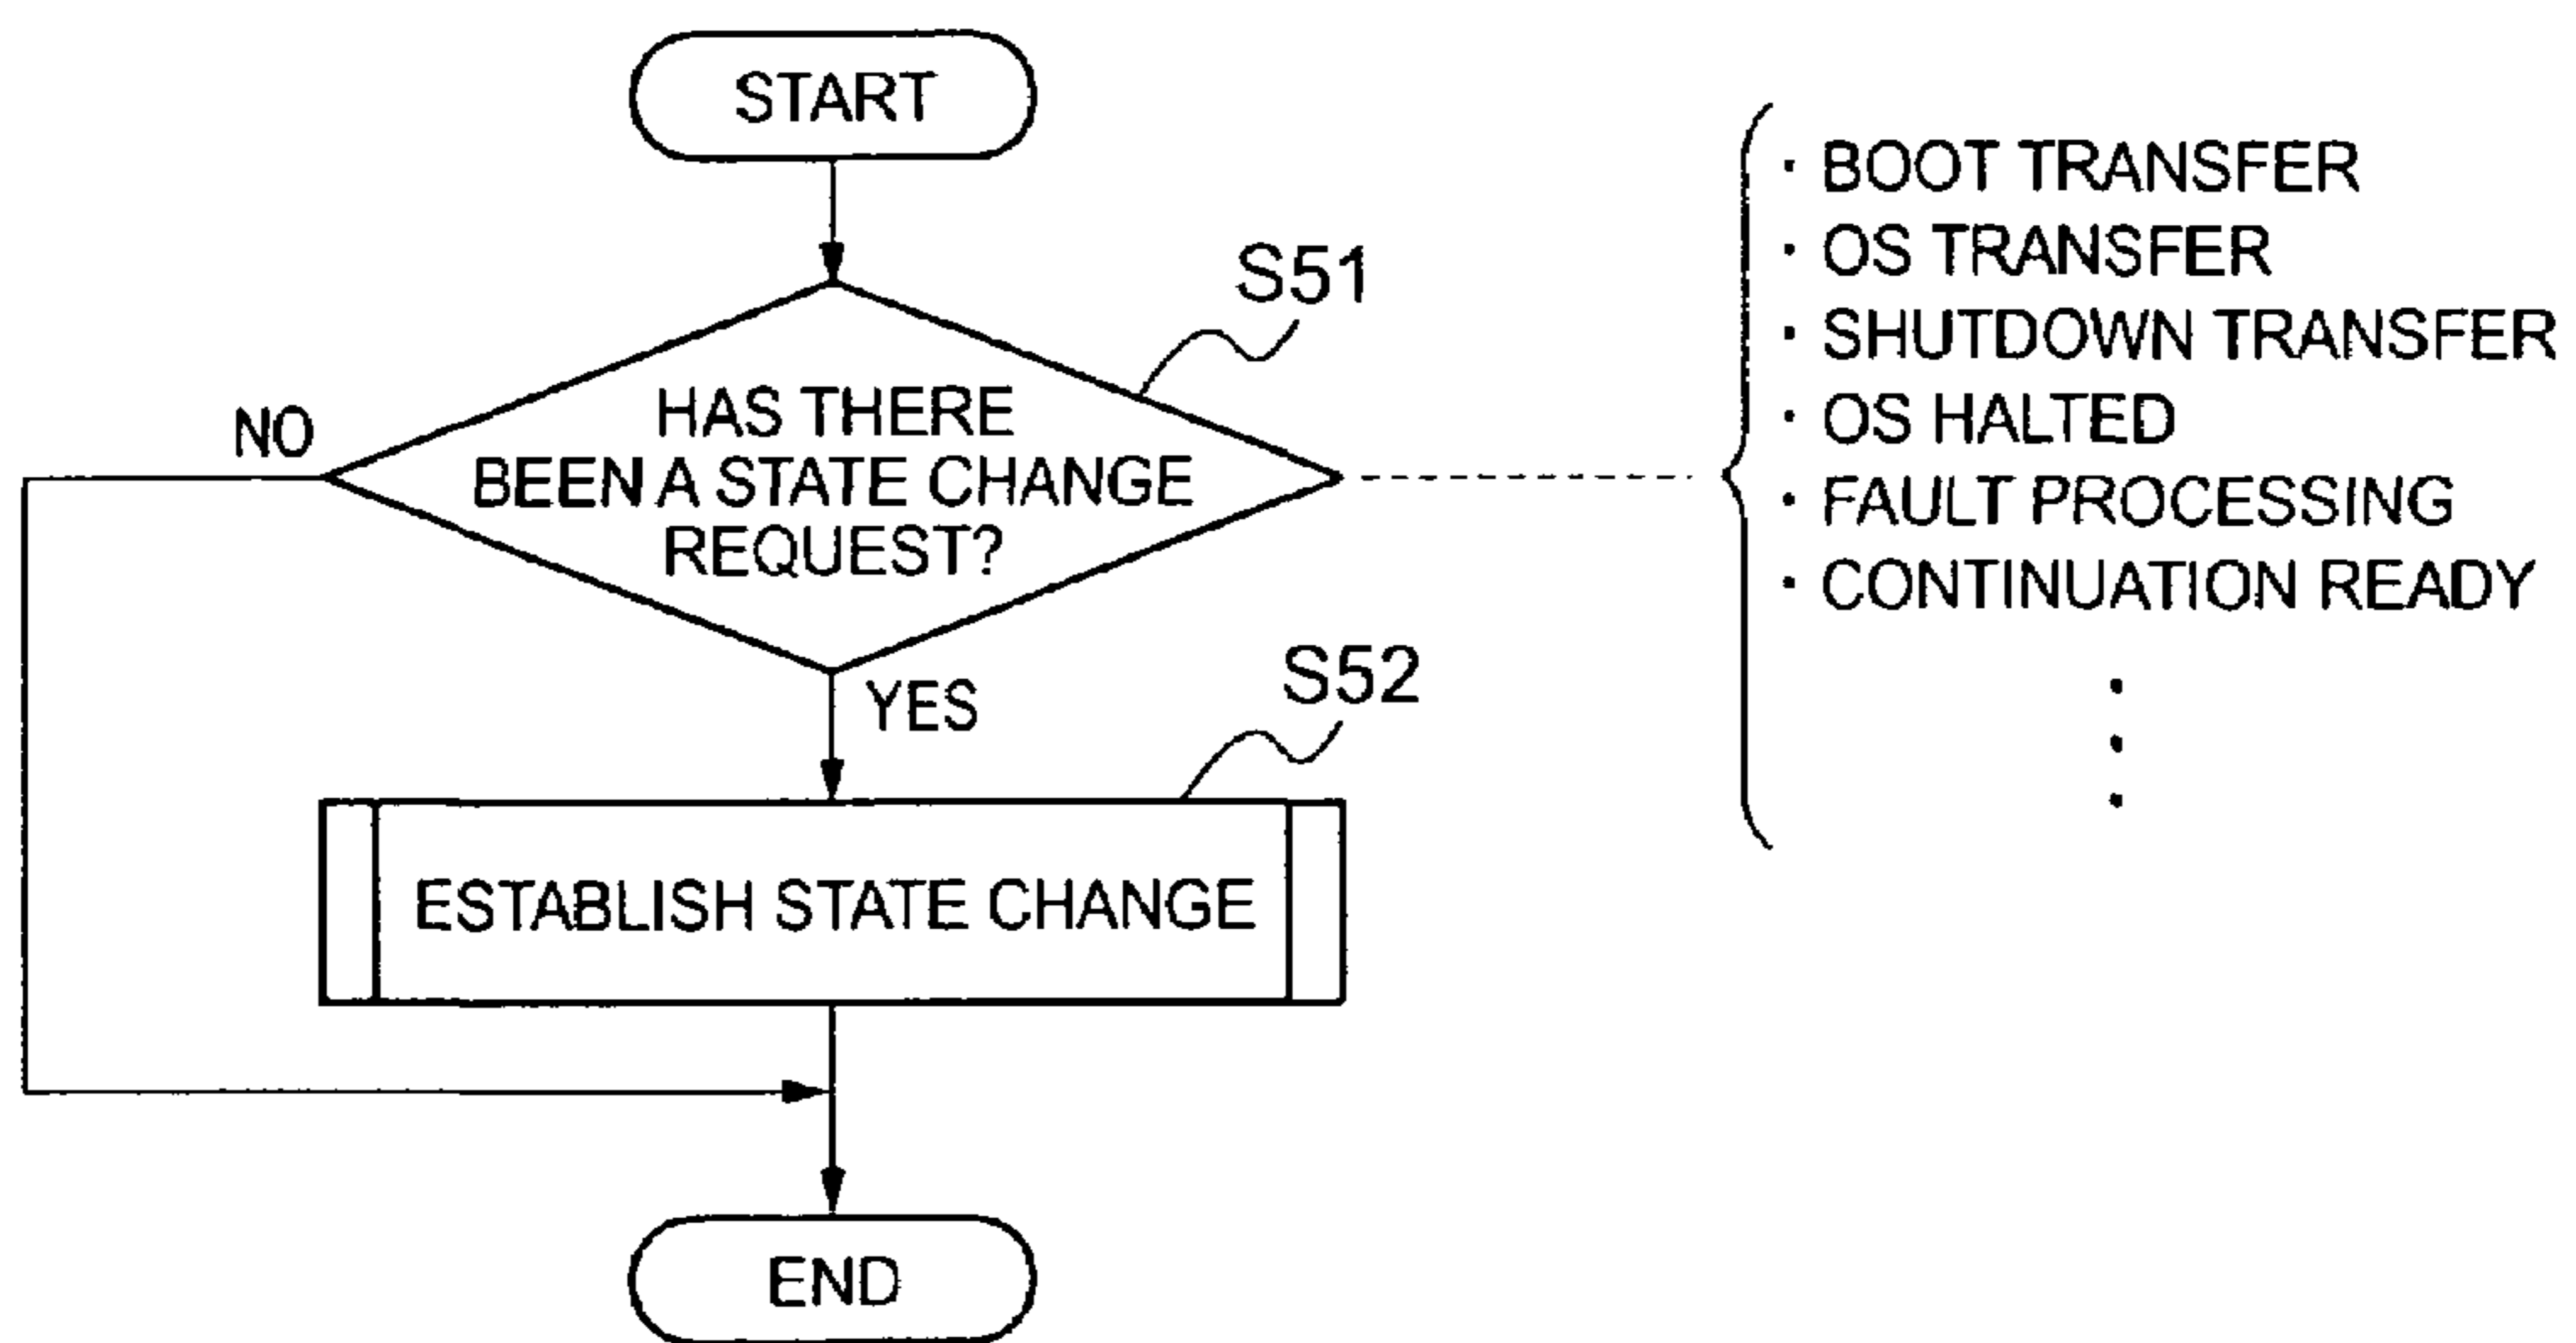 START
S51
HAS THERE
BEEN A STATE CHANGE
REQUEST?
NO
YES
S52
ESTABLISH STATE CHANGE
END
· BOOT TRANSFER
· OS TRANSFER
· SHUTDOWN TRANSFER
· OS HALTED
· FAULT PROCESSING
· CONTINUATION READY
·
·
·